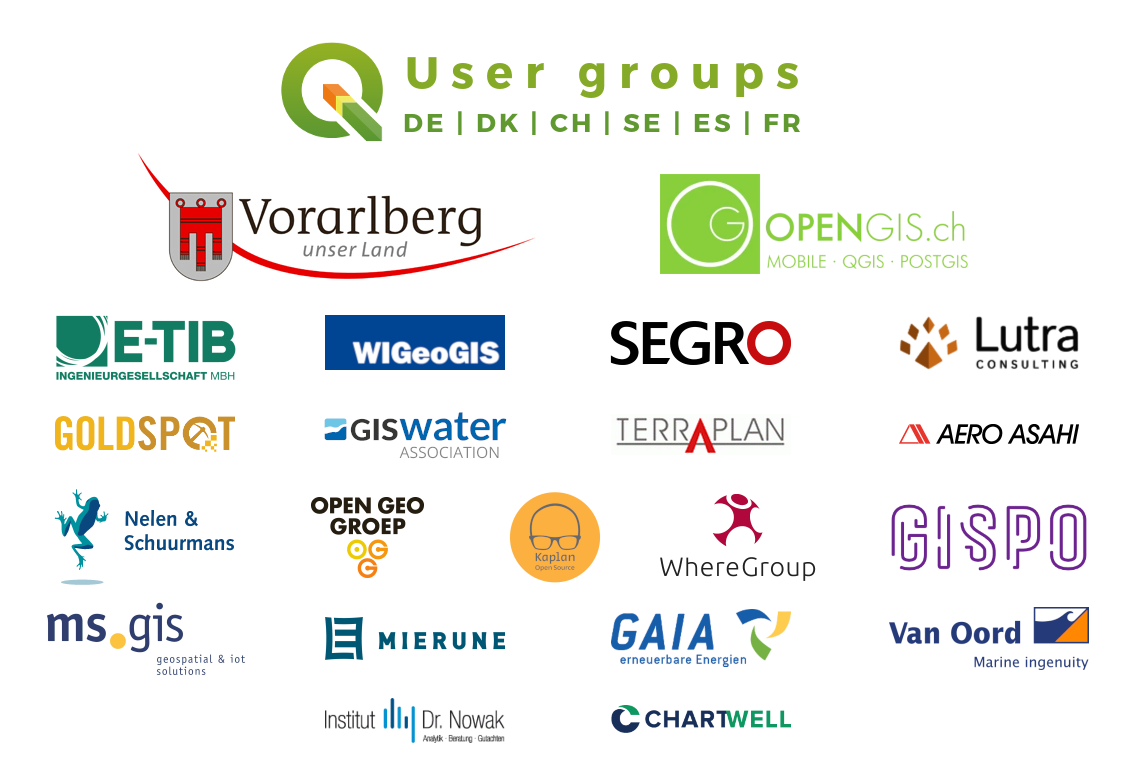 User groups
DE | DK | CH | SE | ES | FR
Vorarlberg
unser Land
G
OPENGIS.ch
MOBILE · QGIS · POSTGIS
E-TIB
INGENIEURGESELLSCHAFT MBH
WIGeoGIS
SEGRO
Lutra
CONSULTING
GOLDSPOT
GISwater
ASSOCIATION
TERRAPLAN
AERO ASAHI
Nelen &
Schuurmans
OPEN GEO
GROEP
OGG
Kaplan
Open Source
WhereGroup
GISPO
ms.gis
geospatial & iot
solutions
MIERUNE
GAIA
erneuerbare Energien
Van Oord
Marine ingenuity
Institut Dr. Nowak
Analytik · Beratung · Gutachten
CHARTWELL